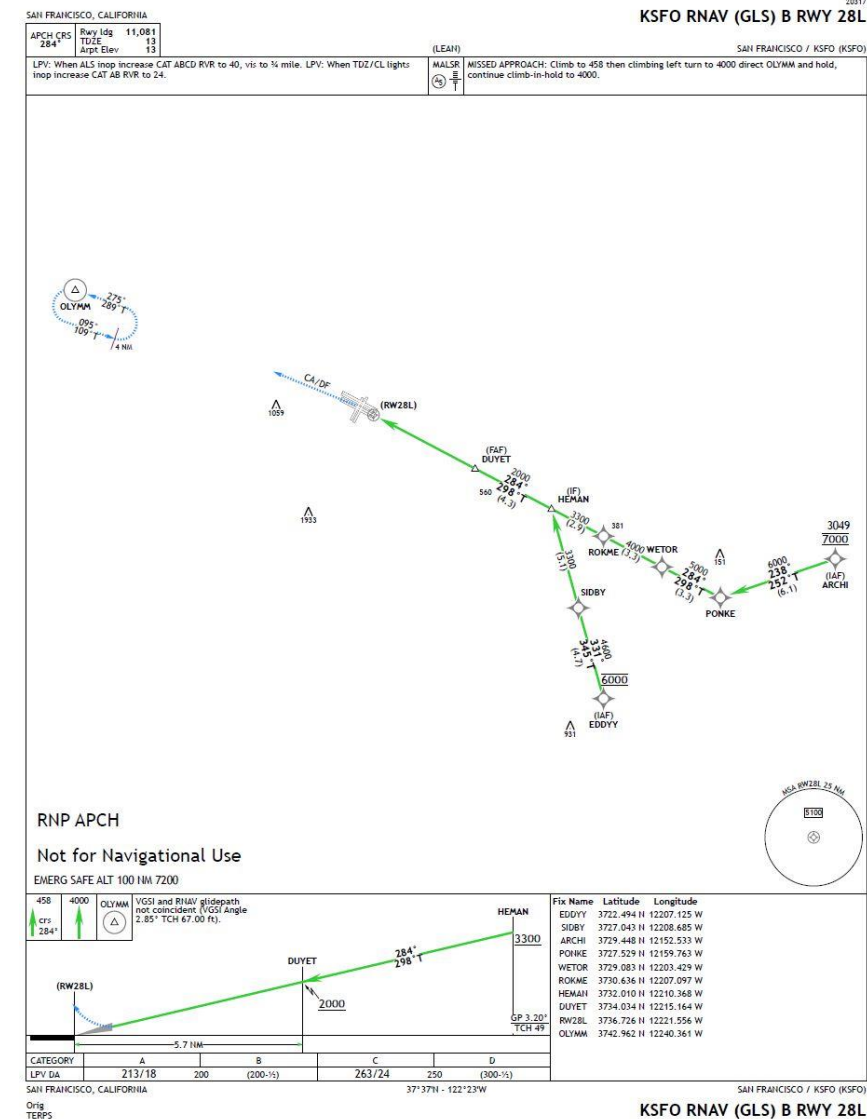 20317
SAN FRANCISCO, CALIFORNIA
KSFO RNAV (GLS) B RWY 28L
APCH CRS
284°
Rwy ldg 11,081
TDZE 13
Arpt Elev 13
(LEAN)
SAN FRANCISCO / KSFO (KSFO)
LPV: When ALS inop increase CAT ABCD RVR to 40, vis to ¾ mile. LPV: When TDZ/CL lights
inop increase CAT AB RVR to 24.
MALSR
A5
MISSED APPROACH: Climb to 458 then climbing left turn to 4000 direct OLYMM and hold,
continue climb-in-hold to 4000.
OLYMM
275°
289°T
095°
109°T
4 NM
CA/DF
(RW28L)
1059
1933
(FAF)
DUYET
2000
284°
298°T
(4.3)
560
(IF)
HEMAN
3300
(2.9)
381
ROKME
4000
(3.3)
WETOR
5000
284°
298°T
(3.3)
151
PONKE
6000
238°
252°T
(6.1)
3049
7000
(IAF)
ARCHI
3300
(5.1)
SIDBY
4600
331°
345°T
(4.7)
6000
(IAF)
EDDYY
931
MSA RW28L 25 NM
5100
RNP APCH
Not for Navigational Use
EMERG SAFE ALT 100 NM 7200
458
crs
284°
4000
OLYMM
VGSI and RNAV glidepath
not coincident (VGSI Angle
2.85° TCH 67.00 ft).
HEMAN
3300
284°
298°T
DUYET
2000
(RW28L)
GP 3.20°
TCH 49
5.7 NM
Fix Name Latitude Longitude
EDDYY 3722.494 N 12207.125 W
SIDBY 3727.043 N 12208.685 W
ARCHI 3729.448 N 12152.533 W
PONKE 3727.529 N 12159.763 W
WETOR 3729.083 N 12203.429 W
ROKME 3730.636 N 12207.097 W
HEMAN 3732.010 N 12210.368 W
DUYET 3734.034 N 12215.164 W
RW28L 3736.726 N 12221.556 W
OLYMM 3742.962 N 12240.361 W
CATEGORY A B C D
LPV DA 213/18 200 (200-½) 263/24 250 (300-½)
SAN FRANCISCO, CALIFORNIA
37°37'N - 122°23'W
SAN FRANCISCO / KSFO (KSFO)
Orig
TERPS
KSFO RNAV (GLS) B RWY 28L